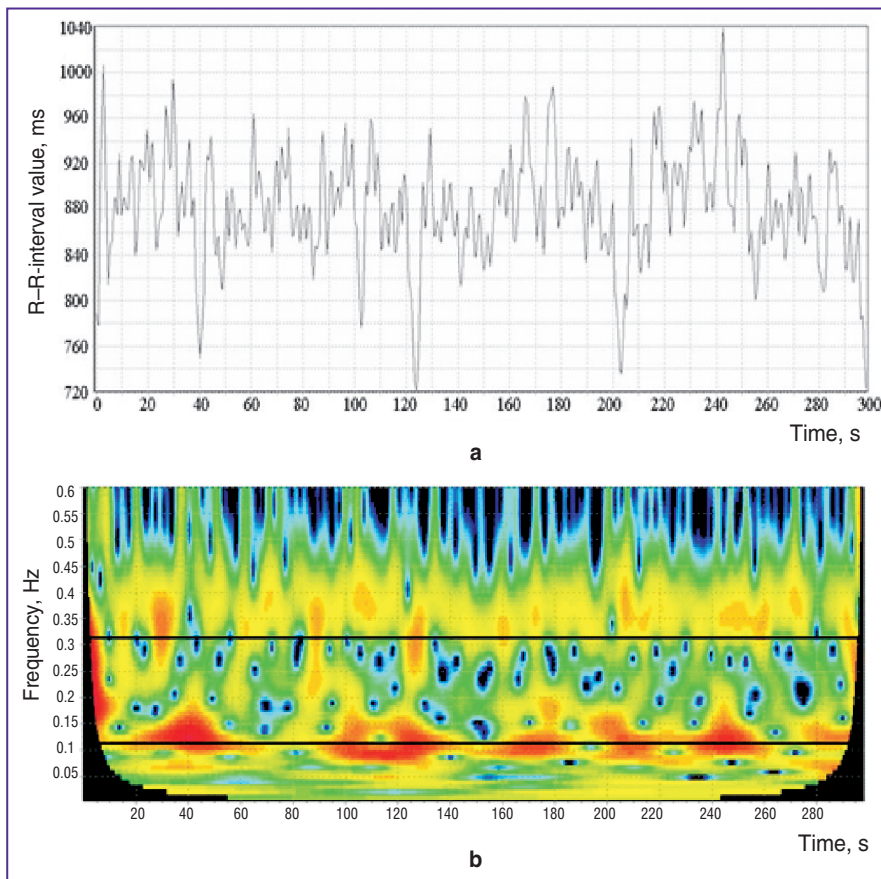 1040
1000
960
920
880
840
800
760
720
R–R-interval value, ms
0 20 40 60 80 100 120 140 160 180 200 220 240 260 280 300
Time, s
a
0.6
0.55
0.5
0.45
0.4
0.35
0.3
0.25
0.2
0.15
0.1
0.05
Frequency, Hz
20 40 60 80 100 120 140 160 180 200 220 240 260 280
Time, s
b